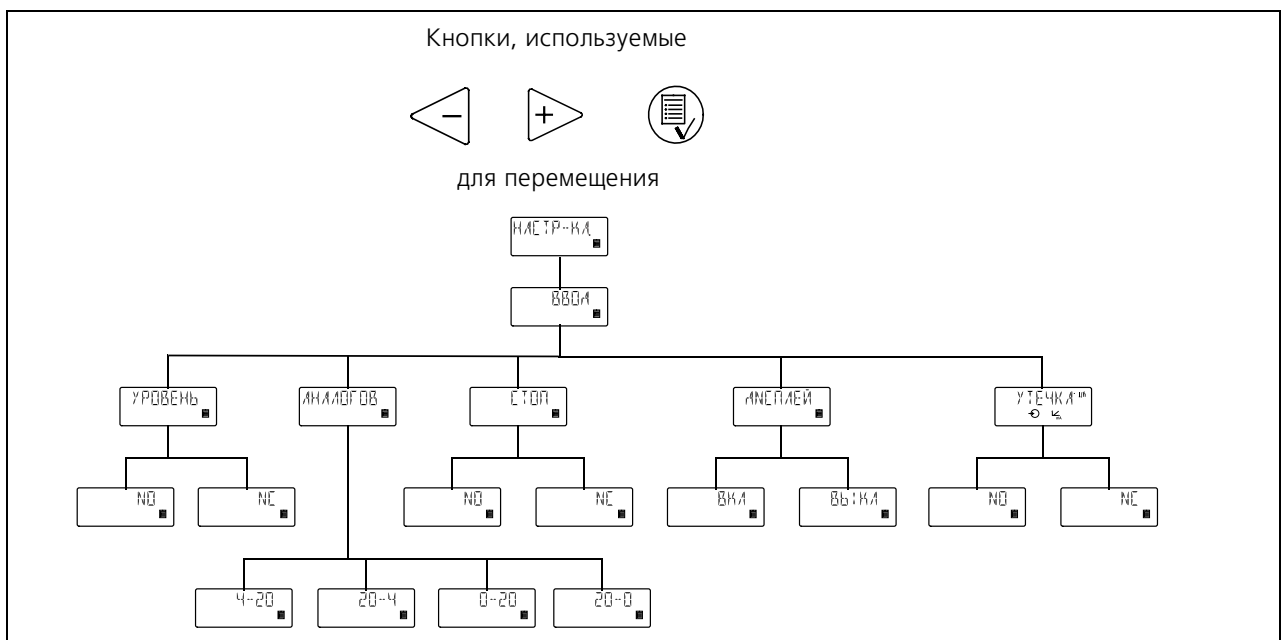 Кнопки, используемые
− +
для перемещения
НАСТР-КА
ВВОД
УРОВЕНЬ АНАЛОГОВ СТОП ДИСПЛЕЙ УТЕЧКА
NO NC NO NC ВКЛ ВЫКЛ NO NC
4-20 20-4 0-20 20-0